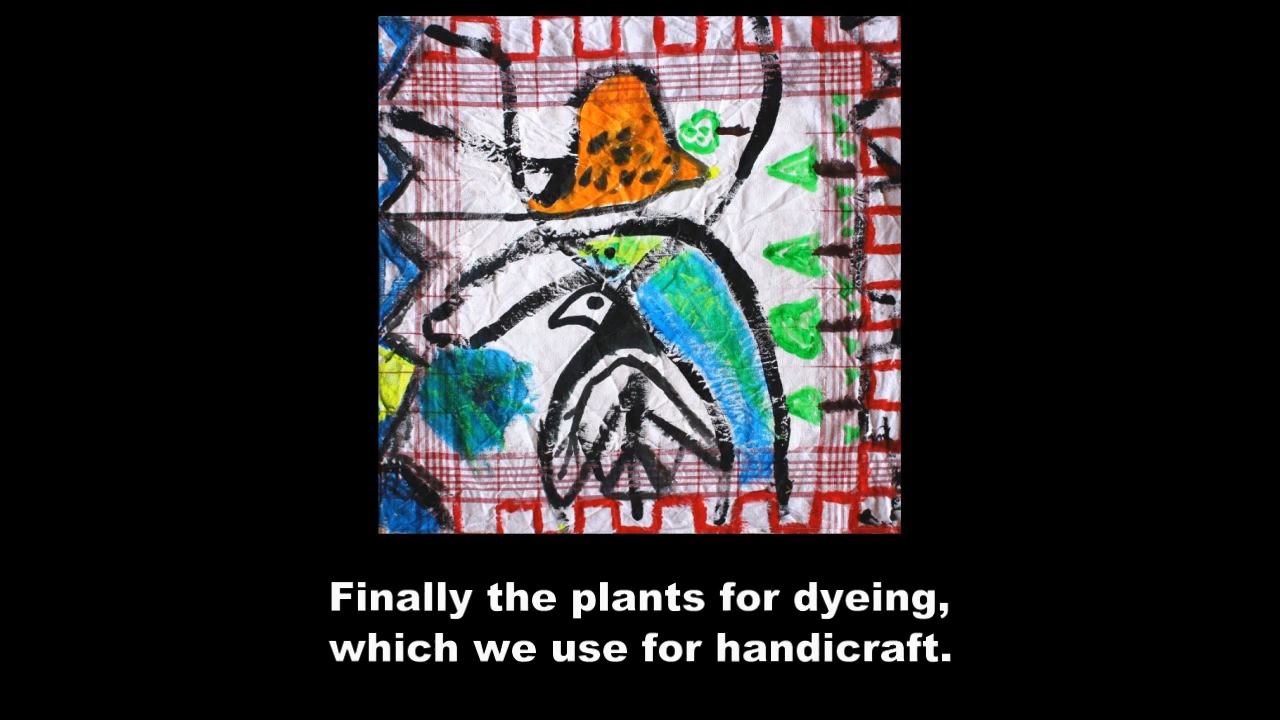 Finally the plants for dyeing,
which we use for handicraft.